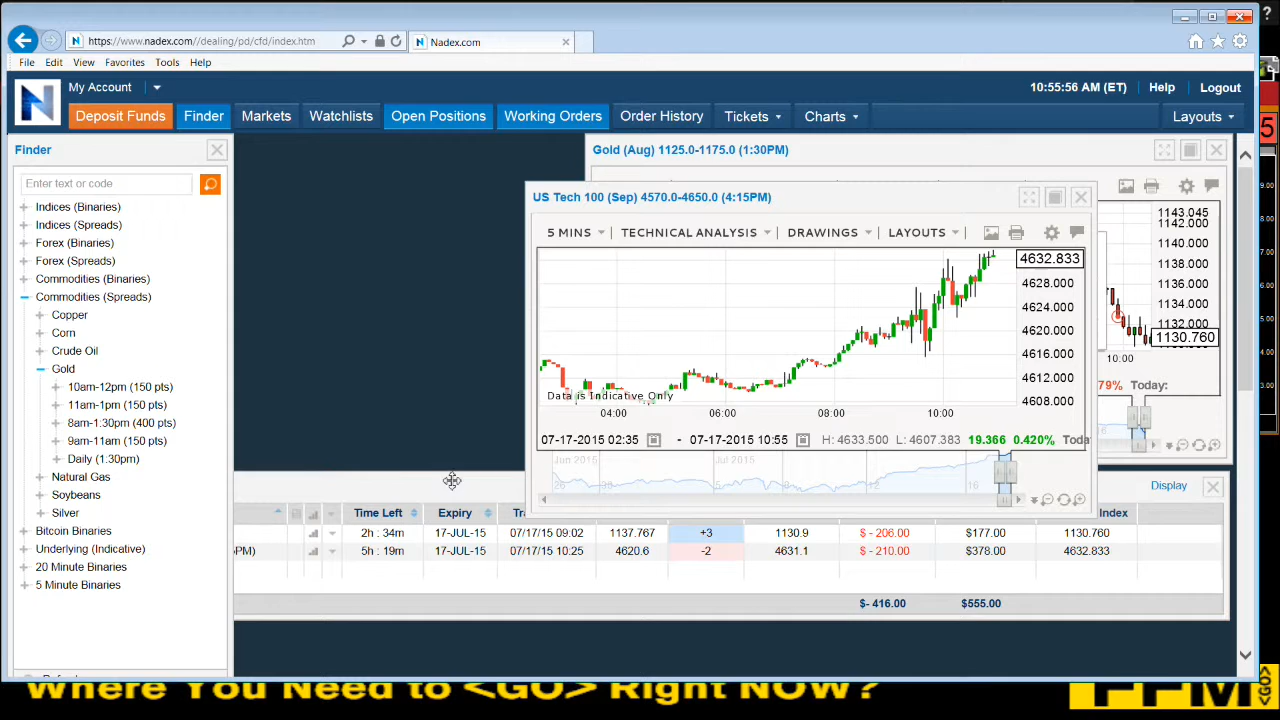 https://www.nadex.com//dealing/pd/cfd/index.htm
Nadex.com
File Edit View Favorites Tools Help
My Account
10:55:56 AM (ET) Help Logout
Deposit Funds Finder Markets Watchlists Open Positions Working Orders Order History Tickets Charts Layouts
5
Finder
Enter text or code
Indices (Binaries)
Indices (Spreads)
Forex (Binaries)
Forex (Spreads)
Commodities (Binaries)
Commodities (Spreads)
Copper
Corn
Crude Oil
Gold
10am-12pm (150 pts)
11am-1pm (150 pts)
8am-1:30pm (400 pts)
9am-11am (150 pts)
Daily (1:30pm)
Natural Gas
Soybeans
Silver
Bitcoin Binaries
Underlying (Indicative)
20 Minute Binaries
5 Minute Binaries
Gold (Aug) 1125.0-1175.0 (1:30PM)
1143.045
1142.000
1140.000
1138.000
1136.000
1134.000
1132.000
1130.760
10:00
79% Today:
US Tech 100 (Sep) 4570.0-4650.0 (4:15PM)
5 MINS TECHNICAL ANALYSIS DRAWINGS LAYOUTS
4632.833
4628.000
4624.000
4620.000
4616.000
4612.000
4608.000
Data is Indicative Only
04:00 06:00 08:00 10:00
07-17-2015 02:35 - 07-17-2015 10:55 H: 4633.500 L: 4607.383 19.366 0.420% Toda
Jun 2015 Jul 2015
Display
Time Left Expiry Index
2h : 34m 17-JUL-15 07/17/15 09:02 1137.767 +3 1130.9 $ - 206.00 $177.00 1130.760
PM) 5h : 19m 17-JUL-15 07/17/15 10:25 4620.6 -2 4631.1 $ - 210.00 $378.00 4632.833
$- 416.00 $555.00
Where You Need to <GO> Right NOW?
<GO>